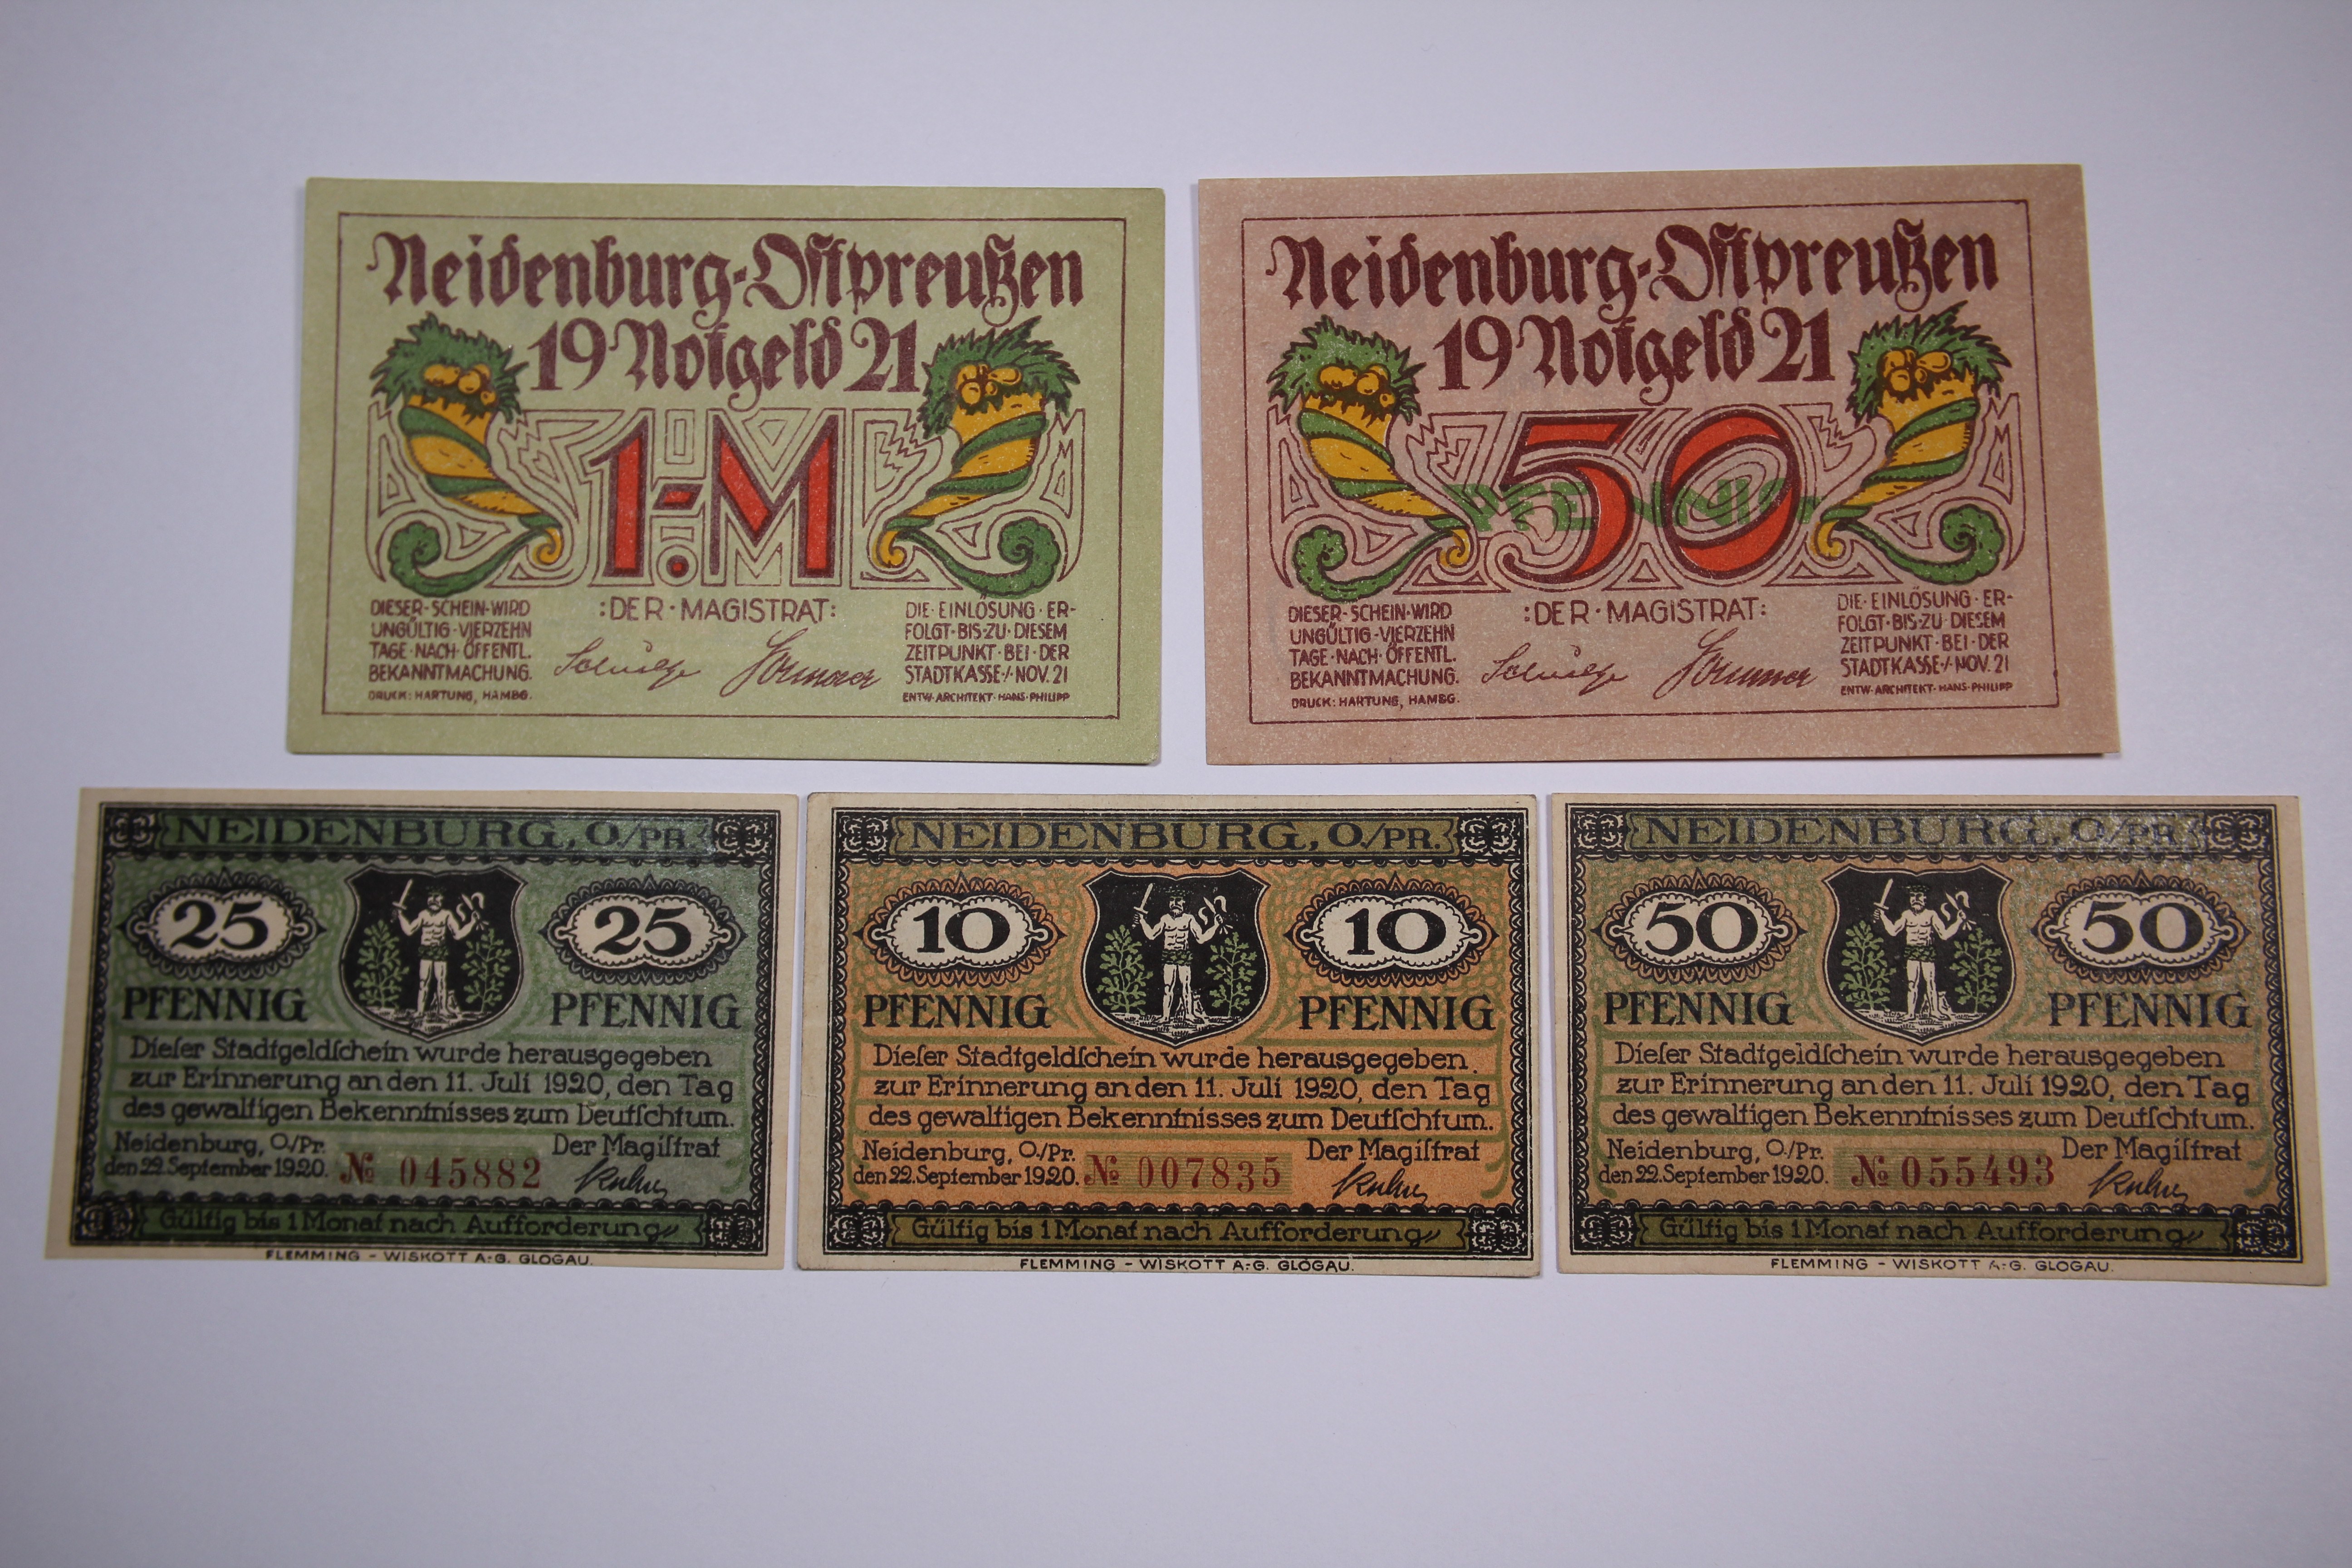 Neidenburg-Oſtpreußen
19 Notgeld 21
1.-M
DIESER·SCHEIN·WIRD
UNGÜLTIG·VIERZEHN
TAGE·NACH·ÖFFENTL.
BEKANNTMACHUNG.
DRUCK: HARTUNG, HAMBG.
:DER·MAGISTRAT:
DIE·EINLÖSUNG·ER-
FOLGT·BIS·ZU·DIESEM
ZEITPUNKT·BEI·DER
STADTKASSE·/·NOV. 21
ENTW·ARCHITEKT·HANS·PHILIPP
Neidenburg-Oſtpreußen
19 Notgeld 21
50
PFENNIG
DIESER·SCHEIN·WIRD
UNGÜLTIG·VIERZEHN
TAGE·NACH·ÖFFENTL.
BEKANNTMACHUNG.
DRUCK: HARTUNG, HAMBG.
:DER·MAGISTRAT:
DIE·EINLÖSUNG·ER-
FOLGT·BIS·ZU·DIESEM
ZEITPUNKT·BEI·DER
STADTKASSE·/·NOV. 21
ENTW·ARCHITEKT·HANS·PHILIPP
NEIDENBURG, O/PR.
25 25
PFENNIG PFENNIG
Dieſer Stadtgeldſchein wurde herausgegeben
zur Erinnerung an den 11. Juli 1920, den Tag
des gewaltigen Bekenntnisses zum Deutſchtum.
Neidenburg, O/Pr. Der Magiſtrat
den 22. September 1920. № 045882
Gültig bis 1 Monat nach Aufforderung
FLEMMING - WISKOTT A.-G. GLOGAU.
NEIDENBURG, O/PR.
10 10
PFENNIG PFENNIG
Dieſer Stadtgeldſchein wurde herausgegeben
zur Erinnerung an den 11. Juli 1920, den Tag
des gewaltigen Bekenntnisses zum Deutſchtum.
Neidenburg, O/Pr. Der Magiſtrat
den 22. September 1920. № 007835
Gültig bis 1 Monat nach Aufforderung
FLEMMING - WISKOTT A.-G. GLOGAU.
NEIDENBURG, O/PR.
50 50
PFENNIG PFENNIG
Dieſer Stadtgeldſchein wurde herausgegeben
zur Erinnerung an den 11. Juli 1920, den Tag
des gewaltigen Bekenntnisses zum Deutſchtum.
Neidenburg, O/Pr. Der Magiſtrat
den 22. September 1920. № 055493
Gültig bis 1 Monat nach Aufforderung
FLEMMING - WISKOTT A.-G. GLOGAU.